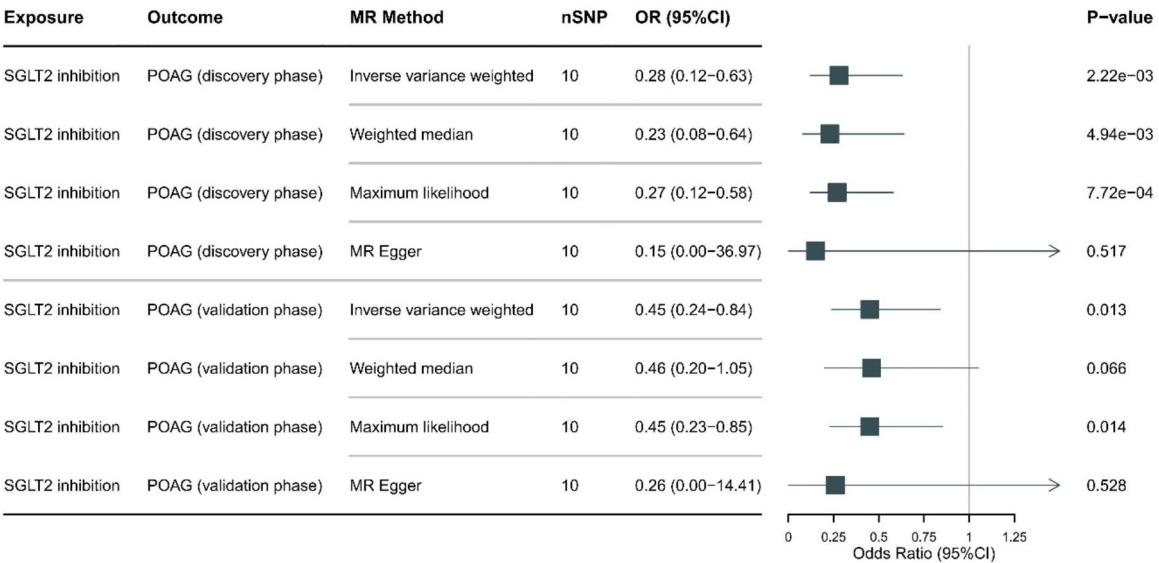 Exposure Outcome MR Method nSNP OR (95%CI) P−value
SGLT2 inhibition POAG (discovery phase) Inverse variance weighted 10 0.28 (0.12−0.63) 2.22e−03
SGLT2 inhibition POAG (discovery phase) Weighted median 10 0.23 (0.08−0.64) 4.94e−03
SGLT2 inhibition POAG (discovery phase) Maximum likelihood 10 0.27 (0.12−0.58) 7.72e−04
SGLT2 inhibition POAG (discovery phase) MR Egger 10 0.15 (0.00−36.97) 0.517
SGLT2 inhibition POAG (validation phase) Inverse variance weighted 10 0.45 (0.24−0.84) 0.013
SGLT2 inhibition POAG (validation phase) Weighted median 10 0.46 (0.20−1.05) 0.066
SGLT2 inhibition POAG (validation phase) Maximum likelihood 10 0.45 (0.23−0.85) 0.014
SGLT2 inhibition POAG (validation phase) MR Egger 10 0.26 (0.00−14.41) 0.528
0 0.25 0.5 0.75 1 1.25
Odds Ratio (95%CI)